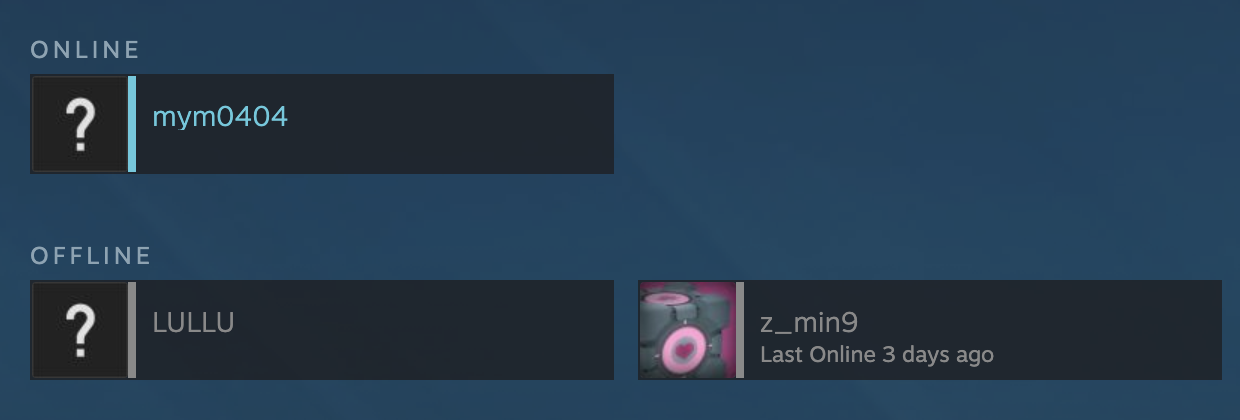 ONLINE
?
mym0404
OFFLINE
?
LULLU
z_min9
Last Online 3 days ago